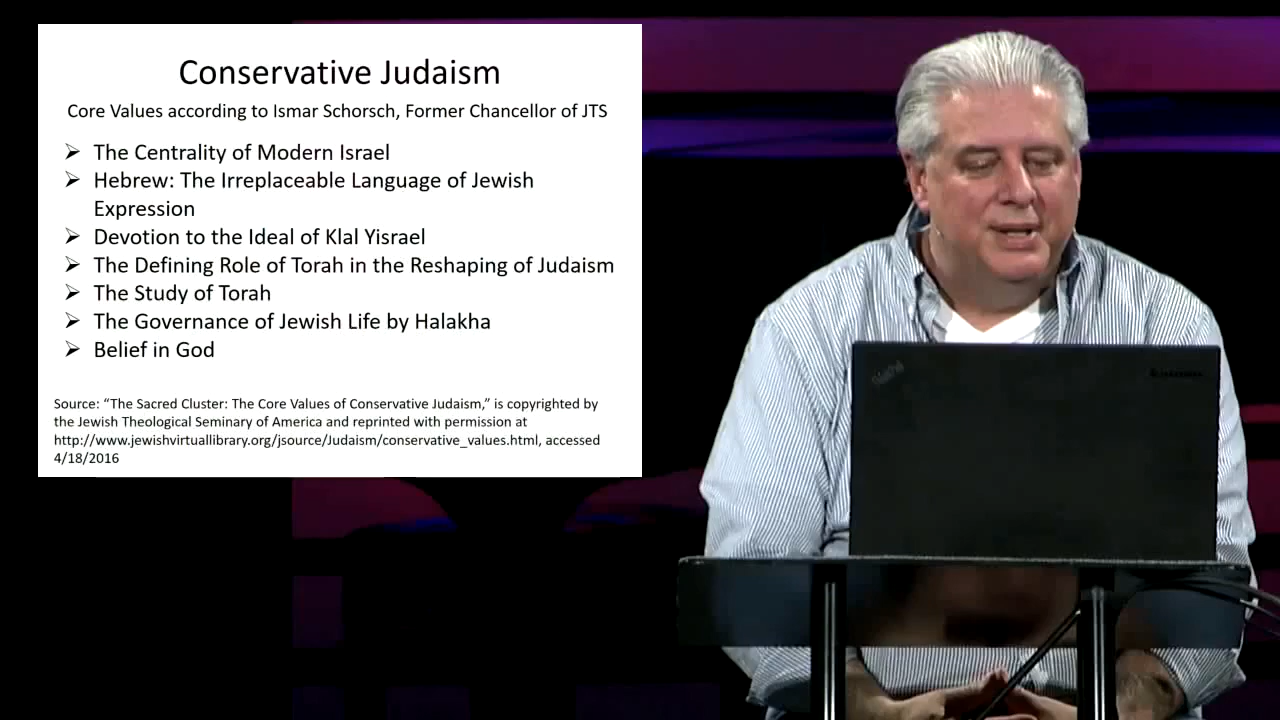 Conservative Judaism
Core Values according to Ismar Schorsch, Former Chancellor of JTS
➢ The Centrality of Modern Israel
➢ Hebrew: The Irreplaceable Language of Jewish
Expression
➢ Devotion to the Ideal of Klal Yisrael
➢ The Defining Role of Torah in the Reshaping of Judaism
➢ The Study of Torah
➢ The Governance of Jewish Life by Halakha
➢ Belief in God
Source: “The Sacred Cluster: The Core Values of Conservative Judaism,” is copyrighted by
the Jewish Theological Seminary of America and reprinted with permission at
http://www.jewishvirtuallibrary.org/jsource/Judaism/conservative_values.html, accessed
4/18/2016